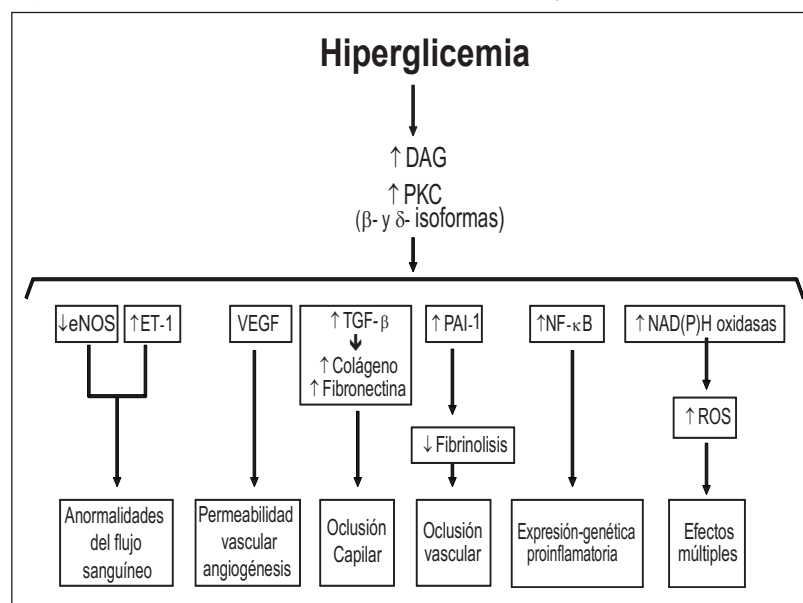 Hiperglicemia
↑ DAG
↑ PKC
(β- y δ- isoformas)
↓eNOS
↑ET-1
VEGF
↑ TGF-β
↑ Colágeno
↑ Fibronectina
↑ PAI-1
↑NF-κB
↑ NAD(P)H oxidasas
↓ Fibrinolisis
↑ ROS
Anormalidades
del flujo
sanguíneo
Permeabilidad
vascular
angiogénesis
Oclusión
Capilar
Oclusión
vascular
Expresión-genética
proinflamatoria
Efectos
múltiples